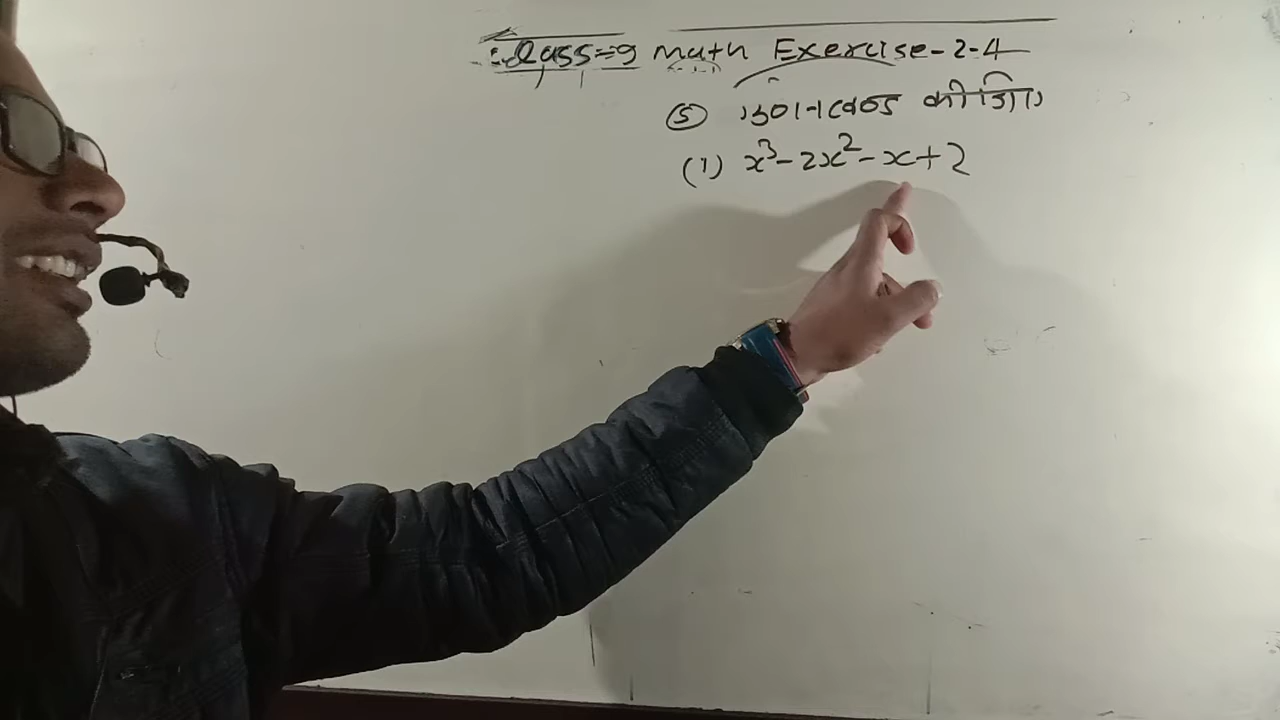 Class=9 Math Exercise-2.4
⑤ गुणनखंड कीजिए
(1) x³-2x²-x+2